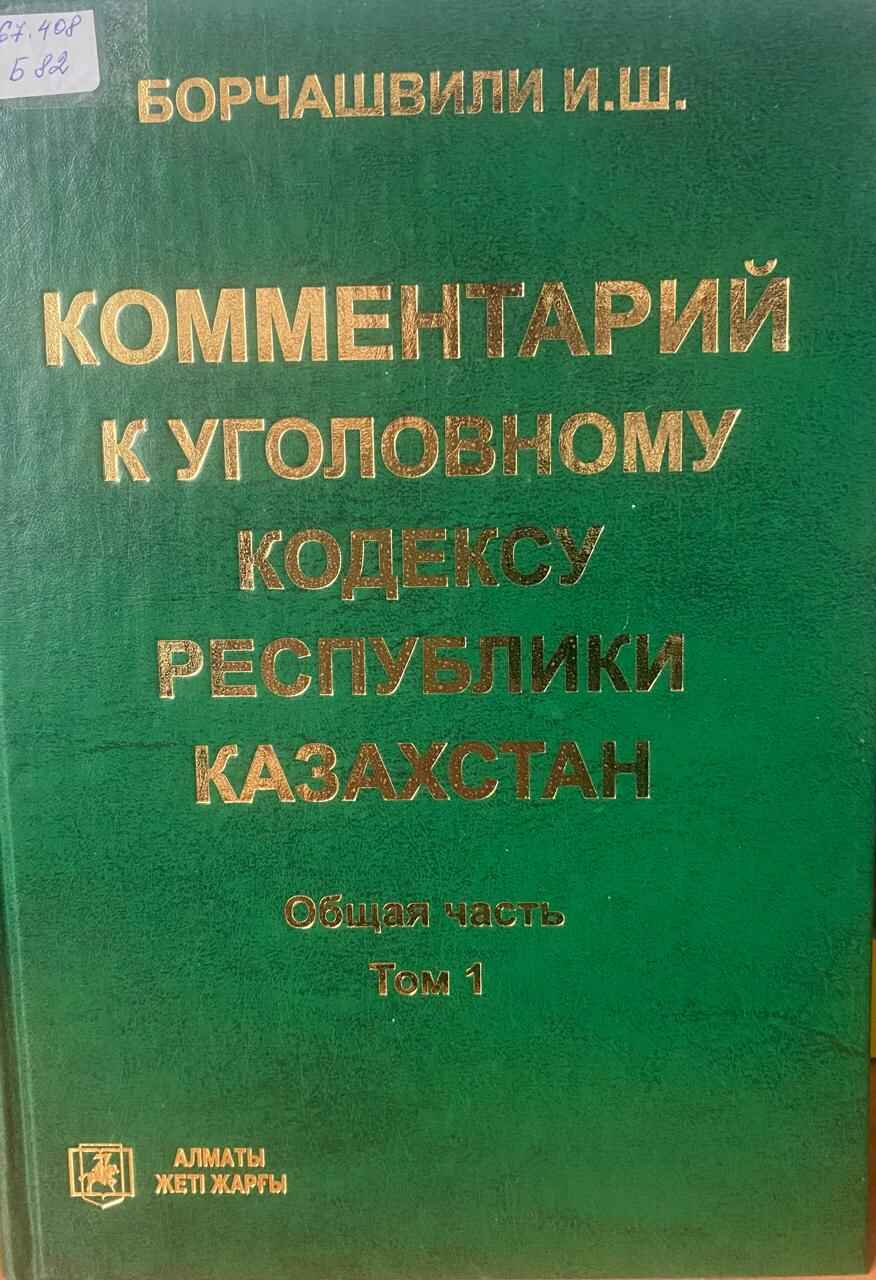 67.408
Б 82
БОРЧАШВИЛИ И.Ш.
КОММЕНТАРИЙ
К УГОЛОВНОМУ
КОДЕКСУ
РЕСПУБЛИКИ
КАЗАХСТАН
Общая часть
Том 1
АЛМАТЫ
ЖЕТІ ЖАРҒЫ